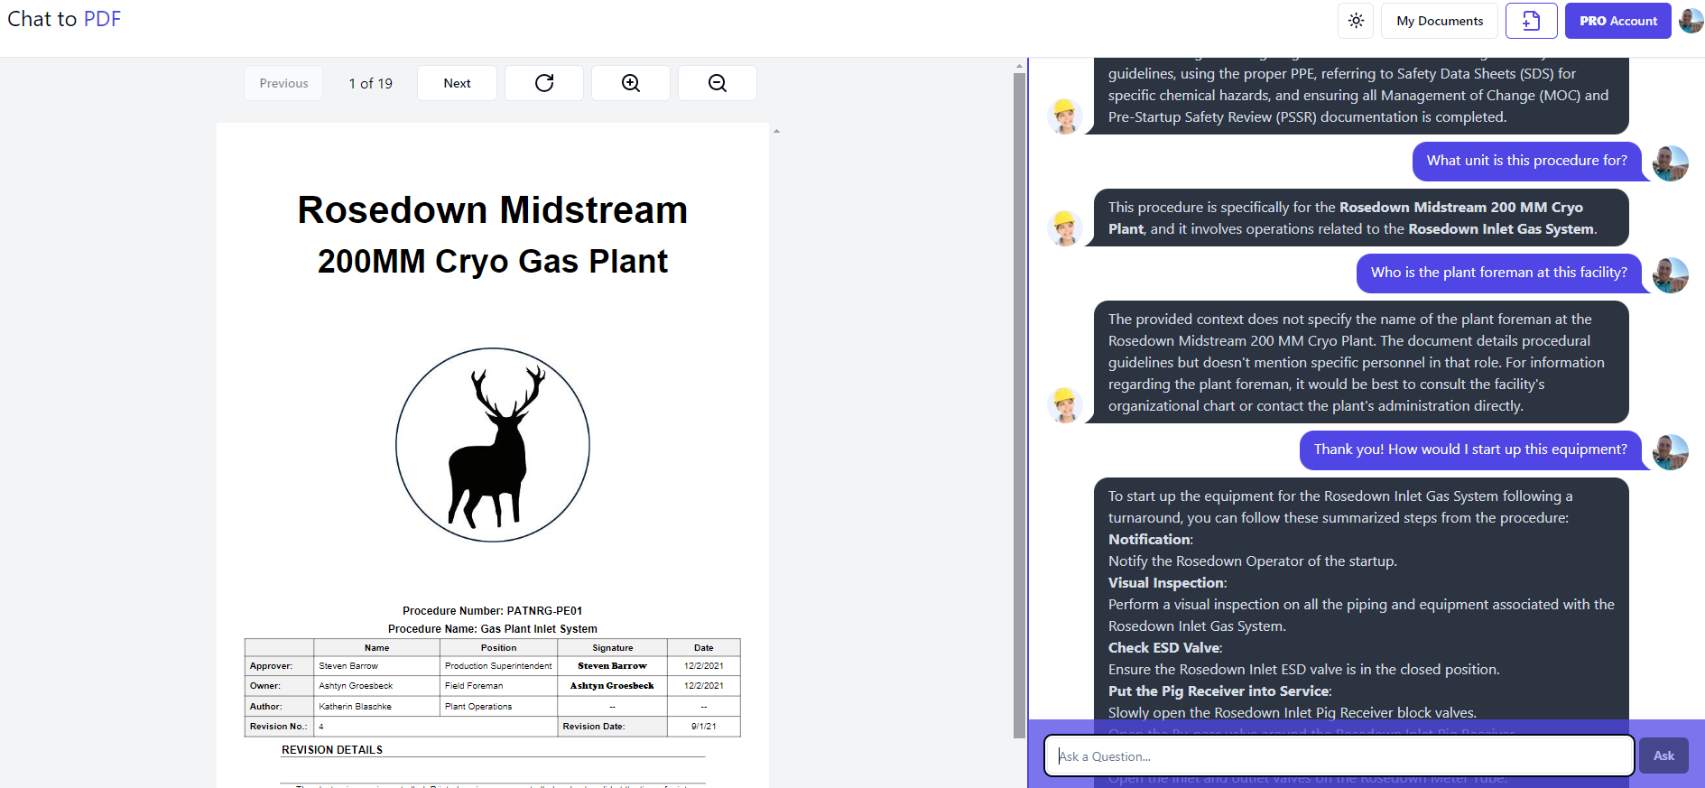 Chat to PDF
My Documents
PRO Account
Previous
1 of 19
Next
Rosedown Midstream
200MM Cryo Gas Plant
Procedure Number: PATNRG-PE01
Procedure Name: Gas Plant Inlet System
Name Position Signature Date
Approver: Steven Barrow Production Superintendent Steven Barrow 12/2/2021
Owner: Ashtyn Groesbeck Field Foreman Ashtyn Groesbeck 12/2/2021
Author: Katherin Blaschke Plant Operations -- --
Revision No.: 4 Revision Date: 9/1/21
REVISION DETAILS
guidelines, using the proper PPE, referring to Safety Data Sheets (SDS) for
specific chemical hazards, and ensuring all Management of Change (MOC) and
Pre-Startup Safety Review (PSSR) documentation is completed.
What unit is this procedure for?
This procedure is specifically for the Rosedown Midstream 200 MM Cryo
Plant, and it involves operations related to the Rosedown Inlet Gas System.
Who is the plant foreman at this facility?
The provided context does not specify the name of the plant foreman at the
Rosedown Midstream 200 MM Cryo Plant. The document details procedural
guidelines but doesn't mention specific personnel in that role. For information
regarding the plant foreman, it would be best to consult the facility's
organizational chart or contact the plant's administration directly.
Thank you! How would I start up this equipment?
To start up the equipment for the Rosedown Inlet Gas System following a
turnaround, you can follow these summarized steps from the procedure:
Notification:
Notify the Rosedown Operator of the startup.
Visual Inspection:
Perform a visual inspection on all the piping and equipment associated with the
Rosedown Inlet Gas System.
Check ESD Valve:
Ensure the Rosedown Inlet ESD valve is in the closed position.
Put the Pig Receiver into Service:
Slowly open the Rosedown Inlet Pig Receiver block valves.
Open the By-pass valve around the Rosedown Inlet Pig Receiver.
Ask a Question...
Ask
Open the inlet and outlet valves on the Rosedown Meter Tube.